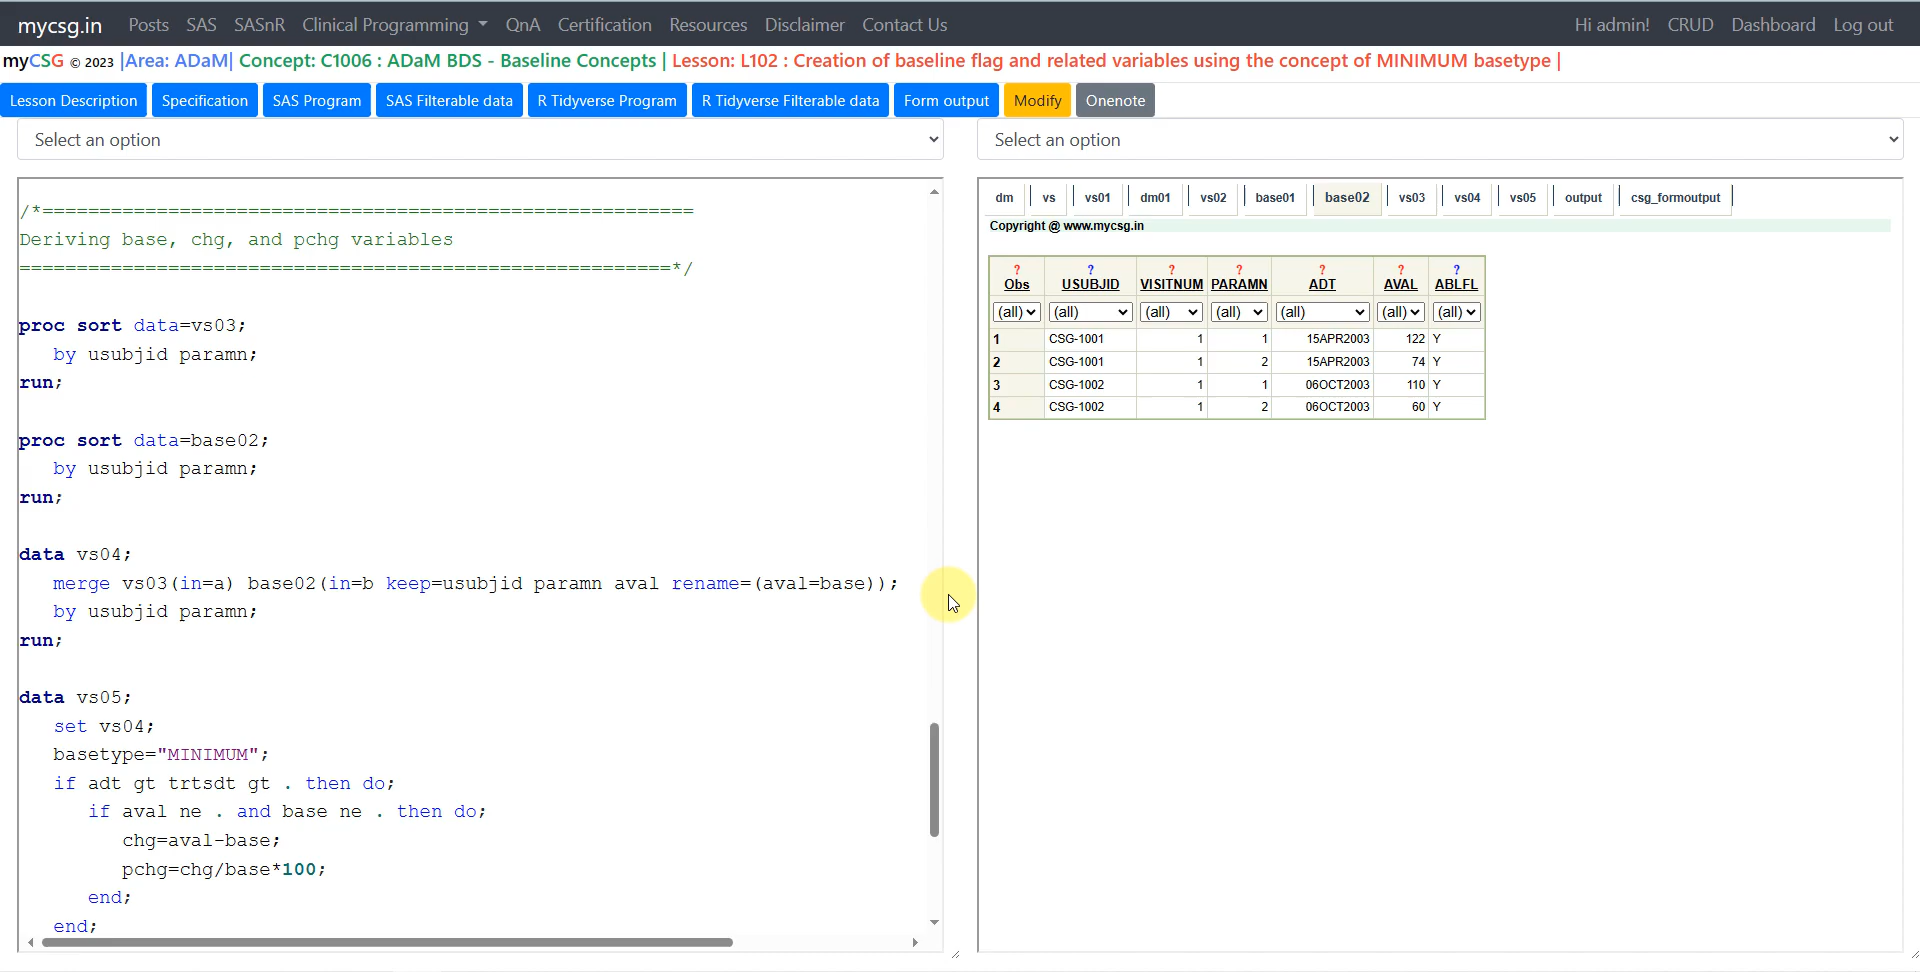 mycsg.in Posts SAS SASnR Clinical Programming QnA Certification Resources Disclaimer Contact Us Hi admin! CRUD Dashboard Log out
myCSG © 2023 |Area: ADaM| Concept: C1006 : ADaM BDS - Baseline Concepts | Lesson: L102 : Creation of baseline flag and related variables using the concept of MINIMUM basetype |
Lesson Description Specification SAS Program SAS Filterable data R Tidyverse Program R Tidyverse Filterable data Form output Modify Onenote
Select an option
/*=========================================================
Deriving base, chg, and pchg variables
=========================================================*/
proc sort data=vs03;
by usubjid paramn;
run;
proc sort data=base02;
by usubjid paramn;
run;
data vs04;
merge vs03(in=a) base02(in=b keep=usubjid paramn aval rename=(aval=base));
by usubjid paramn;
run;
data vs05;
set vs04;
basetype="MINIMUM";
if adt gt trtsdt gt . then do;
if aval ne . and base ne . then do;
chg=aval-base;
pchg=chg/base*100;
end;
end;
Select an option
dm vs vs01 dm01 vs02 base01 base02 vs03 vs04 vs05 output csg_formoutput
Copyright @ www.mycsg.in
? ? ? ? ? ? ?
Obs USUBJID VISITNUM PARAMN ADT AVAL ABLFL
(all) (all) (all) (all) (all) (all) (all)
1 CSG-1001 1 1 15APR2003 122 Y
2 CSG-1001 1 2 15APR2003 74 Y
3 CSG-1002 1 1 06OCT2003 110 Y
4 CSG-1002 1 2 06OCT2003 60 Y